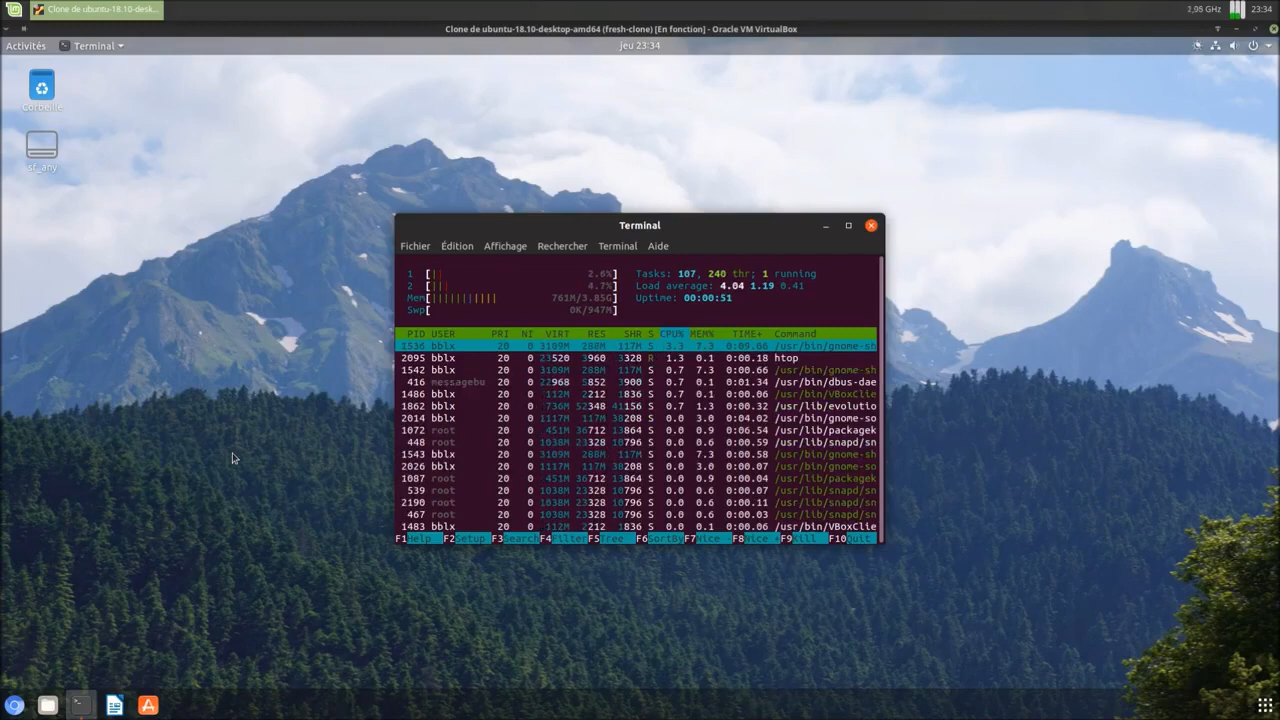 Clone de ubuntu-18.10-desk...
23:34
Clone de ubuntu-18.10-desktop-amd64 (fresh-clone) [En fonction] - Oracle VM VirtualBox
Activités Terminal
jeu 23:34
Corbeille
sf_any
Terminal
Fichier Édition Affichage Rechercher Terminal Aide
1 [|| 2.6%] Tasks: 107, 240 thr; 1 running
2 [||| 4.7%] Load average: 4.04 1.19 0.41
Mem[||||||||||| 761M/3.85G] Uptime: 00:00:51
Swp[ 0K/947M]
PID USER PRI NI VIRT RES SHR S CPU% MEM% TIME+ Command
1536 bblx 20 0 3109M 288M 117M S 3.3 7.3 0:09.66 /usr/bin/gnome-sh
2095 bblx 20 0 23520 3960 3328 R 1.3 0.1 0:00.18 htop
1542 bblx 20 0 3109M 288M 117M S 0.7 7.3 0:00.66 /usr/bin/gnome-sh
416 messagebu 20 0 22968 5852 3900 S 0.7 0.1 0:01.34 /usr/bin/dbus-dae
1486 bblx 20 0 112M 2212 1836 S 0.7 0.1 0:00.06 /usr/bin/VBoxClie
1862 bblx 20 0 736M 52348 41156 S 0.7 1.3 0:00.32 /usr/lib/evolutio
2014 bblx 20 0 1117M 117M 38208 S 0.0 3.0 0:04.02 /usr/bin/gnome-so
1072 root 20 0 451M 36712 13864 S 0.0 0.9 0:06.54 /usr/lib/packagek
448 root 20 0 1038M 23328 10796 S 0.0 0.6 0:00.59 /usr/lib/snapd/sn
1543 bblx 20 0 3109M 288M 117M S 0.0 7.3 0:00.58 /usr/bin/gnome-sh
2026 bblx 20 0 1117M 117M 38208 S 0.0 3.0 0:00.07 /usr/bin/gnome-so
1087 root 20 0 451M 36712 13864 S 0.0 0.9 0:00.04 /usr/lib/packagek
539 root 20 0 1038M 23328 10796 S 0.0 0.6 0:00.07 /usr/lib/snapd/sn
2190 root 20 0 1038M 23328 10796 S 0.0 0.6 0:00.11 /usr/lib/snapd/sn
467 root 20 0 1038M 23328 10796 S 0.0 0.6 0:00.03 /usr/lib/snapd/sn
1483 bblx 20 0 112M 2212 1836 S 0.0 0.1 0:00.06 /usr/bin/VBoxClie
F1Help F2Setup F3SearchF4FilterF5Tree F6SortByF7Nice -F8Nice +F9Kill F10Quit